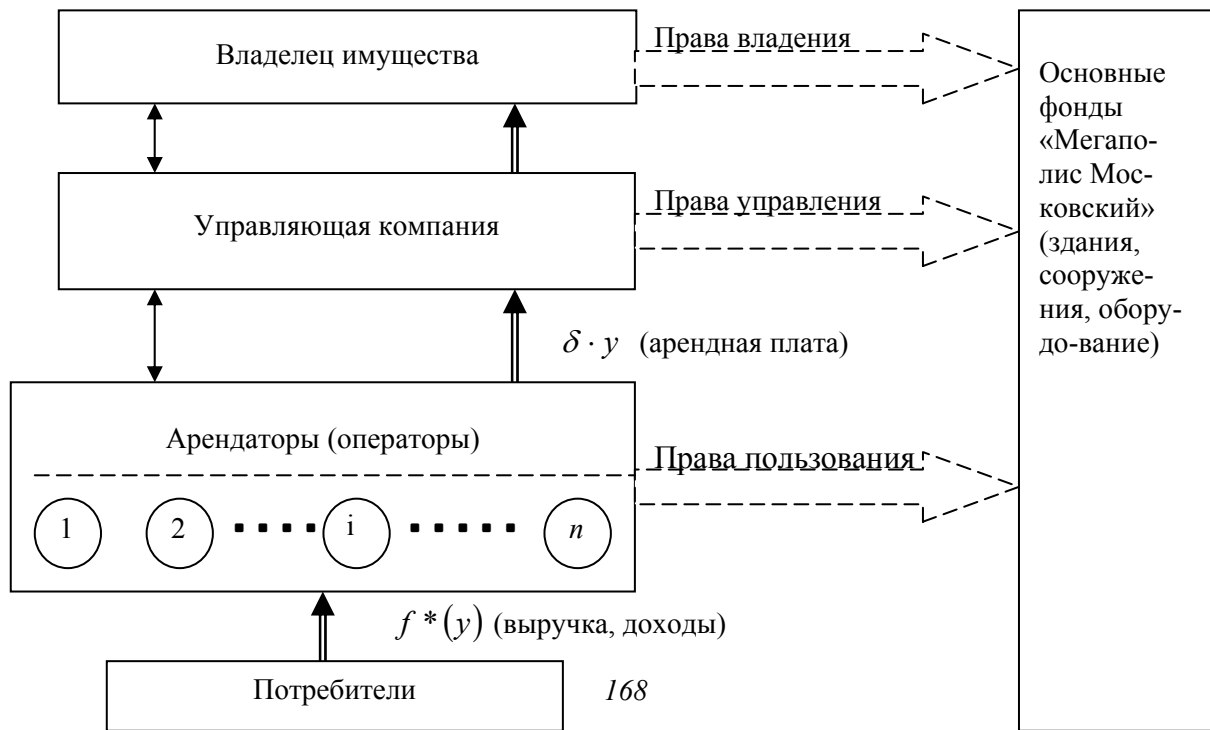 Владелец имущества
Права владения
Основные
фонды
«Мегапо-
лис Мос-
ковский»
(здания,
сооруже-
ния, обору-
до-вание)
Управляющая компания
Права управления
δ · y (арендная плата)
Арендаторы (операторы)
Права пользования
1 2 ···· i ····· n
f *(y) (выручка, доходы)
Потребители
168